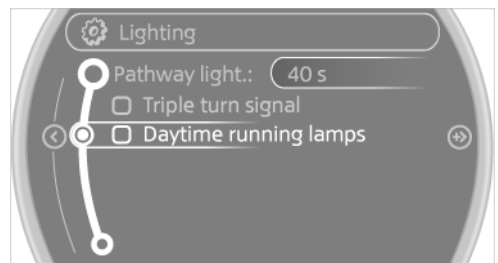 Lighting
Pathway light.: 40 s
Triple turn signal
Daytime running lamps